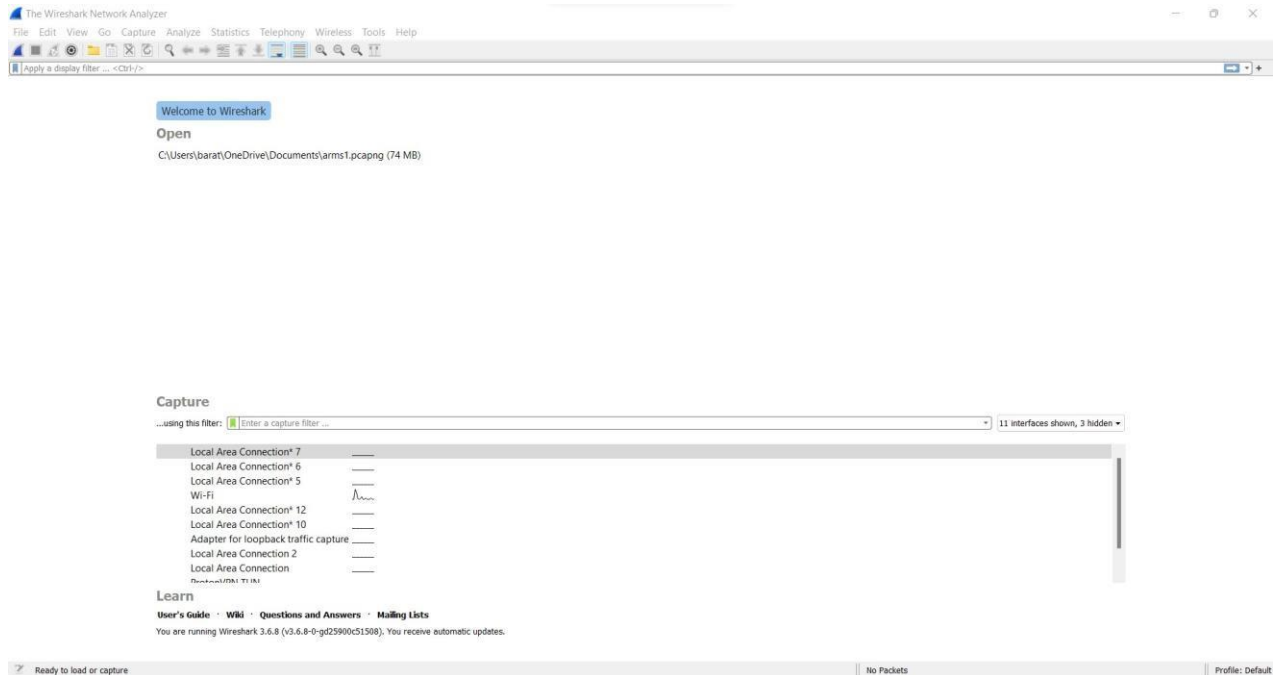 The Wireshark Network Analyzer
File Edit View Go Capture Analyze Statistics Telephony Wireless Tools Help
Apply a display filter ... <Ctrl-/>
Welcome to Wireshark
Open
C:\Users\barat\OneDrive\Documents\arms1.pcapng (74 MB)
Capture
...using this filter: Enter a capture filter ... 11 interfaces shown, 3 hidden
Local Area Connection* 7
Local Area Connection* 6
Local Area Connection* 5
Wi-Fi
Local Area Connection* 12
Local Area Connection* 10
Adapter for loopback traffic capture
Local Area Connection 2
Local Area Connection
ProtonVPN TUN
Learn
User's Guide · Wiki · Questions and Answers · Mailing Lists
You are running Wireshark 3.6.8 (v3.6.8-0-gd25900c51508). You receive automatic updates.
Ready to load or capture No Packets Profile: Default